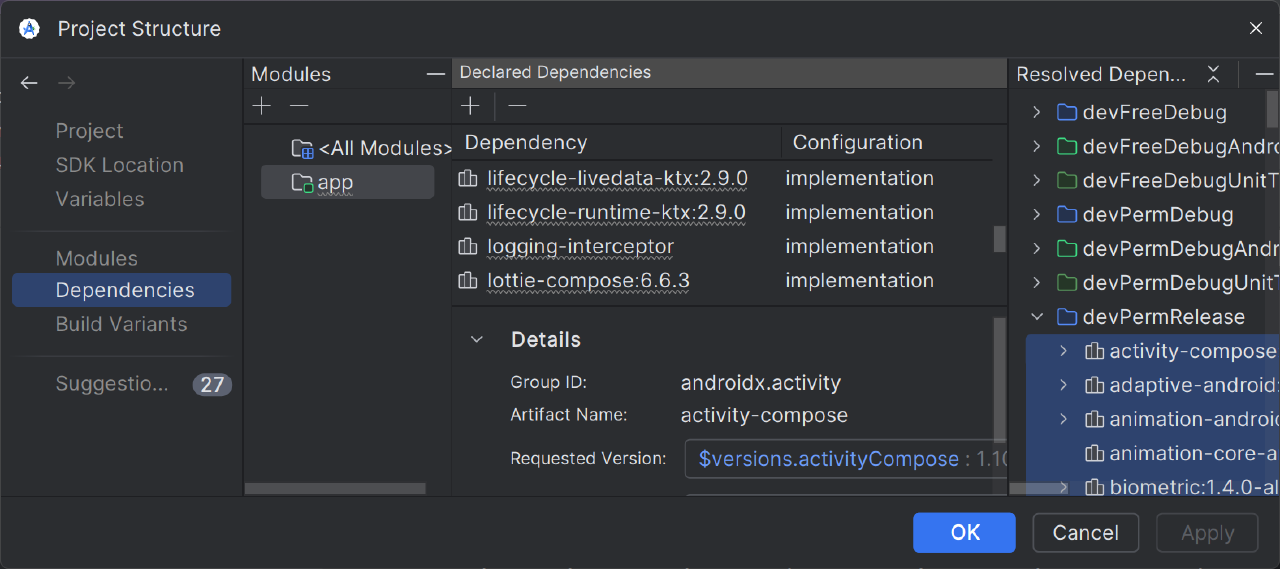 Project Structure
Project
SDK Location
Variables
Modules
Dependencies
Build Variants
Suggestio... 27
Modules
<All Modules>
app
Declared Dependencies
Dependency Configuration
lifecycle-livedata-ktx:2.9.0 implementation
lifecycle-runtime-ktx:2.9.0 implementation
logging-interceptor implementation
lottie-compose:6.6.3 implementation
Details
Group ID: androidx.activity
Artifact Name: activity-compose
Requested Version: $versions.activityCompose : 1.10
Resolved Depen...
devFreeDebug
devFreeDebugAndro
devFreeDebugUnitT
devPermDebug
devPermDebugAndr
devPermDebugUnitT
devPermRelease
activity-compose
adaptive-android:
animation-android
animation-core-a
biometric:1.4.0-al
OK Cancel Apply